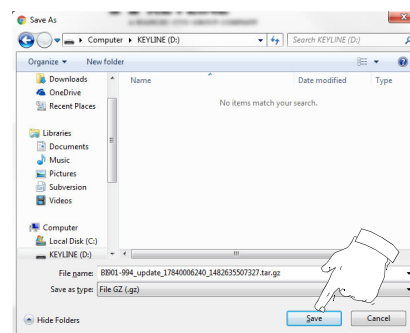 Save As
Computer ▸ KEYLINE (D:)
Search KEYLINE (D:)
Organize
New folder
Downloads
OneDrive
Recent Places
Libraries
Documents
Music
Pictures
Subversion
Videos
Computer
Local Disk (C:)
KEYLINE (D:)
Name
Date modified
Type
No items match your search.
File name: BI901-994_update_17840006240_1482635507327.tar.gz
Save as type: File GZ (.gz)
Hide Folders
Save
Cancel